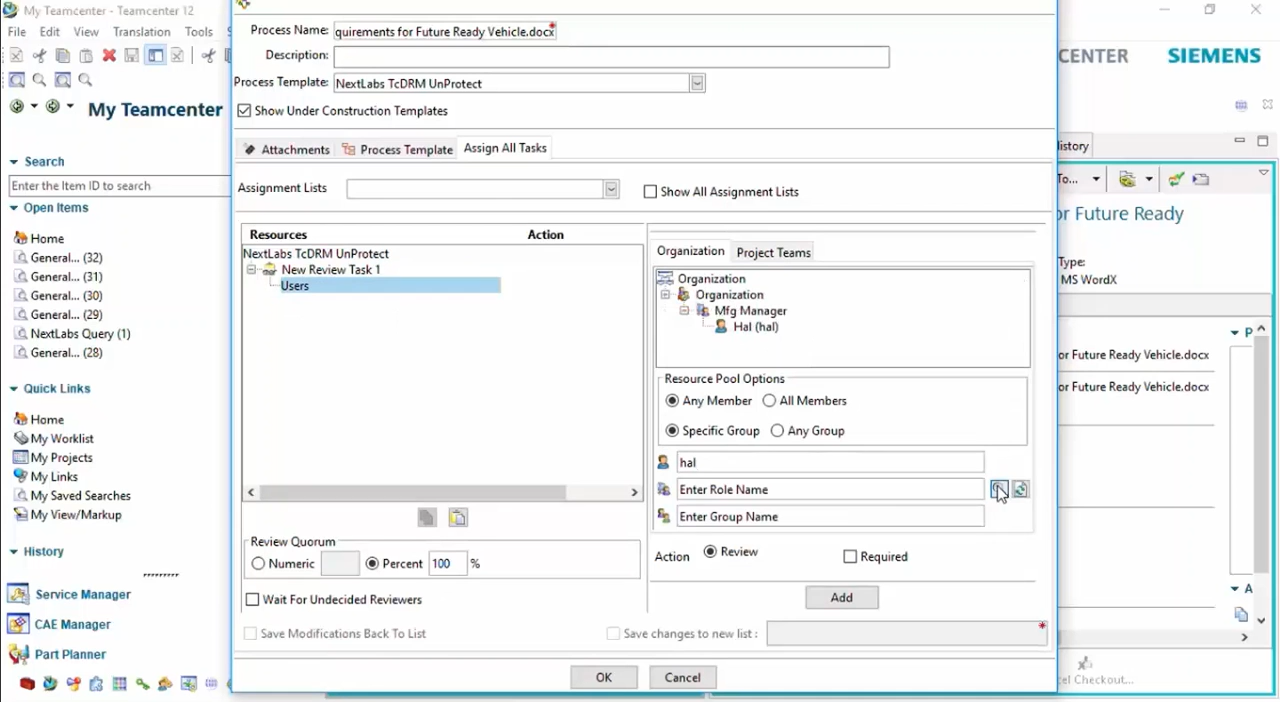 My Teamcenter - Teamcenter 12
File Edit View Translation Tools
CENTER SIEMENS
My Teamcenter
Search
Enter the Item ID to search
Open Items
Home
General... (32)
General... (31)
General... (30)
General... (29)
NextLabs Query (1)
General... (28)
Quick Links
Home
My Worklist
My Projects
My Links
My Saved Searches
My View/Markup
History
Service Manager
CAE Manager
Part Planner
Process Name: quirements for Future Ready Vehicle.docx*
Description:
Process Template: NextLabs TcDRM UnProtect
Show Under Construction Templates
Attachments Process Template Assign All Tasks
Assignment Lists
Show All Assignment Lists
Resources Action
NextLabs TcDRM UnProtect
New Review Task 1
Users
Review Quorum
Numeric Percent 100 %
Wait For Undecided Reviewers
Save Modifications Back To List
Organization Project Teams
Organization
Organization
Mfg Manager
Hal (hal)
Resource Pool Options
Any Member All Members
Specific Group Any Group
hal
Enter Role Name
Enter Group Name
Action Review Required
Add
Save changes to new list : *
OK Cancel
istory
To...
or Future Ready
Type:
MS WordX
P
or Future Ready Vehicle.docx
or Future Ready Vehicle.docx
A
cel Checkout...